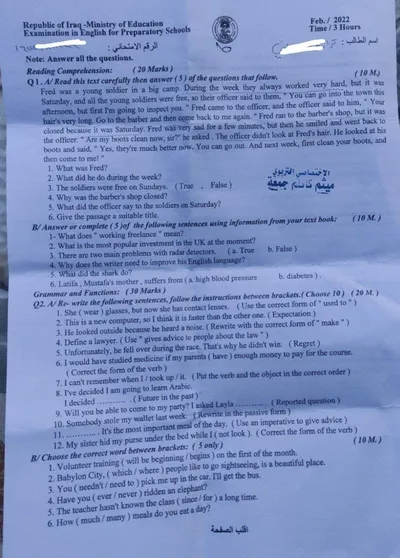 Republic of Iraq -Ministry of Education
Examination in English for Preparatory Schools
Feb. / 2022
Time / 3 Hours
اسم الطالب :
الرقم الامتحاني :
Note: Answer all the questions.
Reading Comprehension: ( 20 Marks )
Q 1. A/ Read this text carefully then answer ( 5) of the questions that follow. ( 10 M.)
Fred was a young soldier in a big camp. During the week they always worked very hard, but it was
Saturday, and all the young soldiers were free, so their officer said to them, " You can go into the town this
afternoon, but first I'm going to inspect you. " Fred came to the officer, and the officer said to him, " Your
hair's very long. Go to the barber and then come back to me again. " Fred ran to the barber's shop, but it was
closed because it was Saturday. Fred was very sad for a few minutes, but then he smiled and went back to
the officer: " Are my boots clean now, sir?" he asked . The officer didn't look at Fred's hair. He looked at his
boots and said, " Yes, they're much better now, You can go out. And next week, first clean your boots, and
then come to me! "
1. What was Fred?
2. What did he do during the week?
3. The soldiers were free on Sundays. ( True , False )
4. Why was the barber's shop closed?
5. What did the officer say to the soldiers on Saturday?
6. Give the passage a suitable title.
الاختصاصي التربوي
ميثم كاظم جمعة
B/ Answer or complete ( 5 )of the following sentences using information from your text book: ( 10 M.)
1- What does " working freelance " mean?
2. What is the most popular investment in the UK at the moment?
3. There are two main problems with radar detectors. ( a. True b. False )
4. Why does the writer need to improve his English language?
5. What did the shark do?
6. Latifa , Mustafa's mother , suffers from ( a. high blood pressure b. diabetes ) .
Grammar and Functions: ( 30 Marks )
Q2. A/ Re- write the following sentences, follow the instructions between brackets.( Choose 10 ) ( 20 M. )
1. She ( wear ) glasses, but now she has contact lenses. ( Use the correct form of " used to " )
2. This is a new computer, so I think it is faster than the other one. ( Expectation )
3. He looked outside because he heard a noise. ( Rewrite with the correct form of " make " )
4. Define a lawyer. ( Use " gives advice to people about the law " )
5. Unfortunately, he fell over during the race. That's why he didn't win. ( Regret )
6. I would have studied medicine if my parents ( have ) enough money to pay for the course.
( Correct the form of the verb )
7. I can't remember when I / took up / it. ( Put the verb and the object in the correct order )
8. I've decided I am going to learn Arabic.
I decided .......... . ( Future in the past )
9. Will you be able to come to my party? I asked Layla .......... . ( Reported question )
10. Somebody stole my wallet last week. ( Rewrite in the passive form )
11. ........... . It's the most important meal of the day. ( Use an imperative to give advice )
12. My sister hid my purse under the bed while I ( not look ). ( Correct the form of the verb )
B/ Choose the correct word between brackets: ( 5 only ) ( 10 M.)
1. Volunteer training ( will be beginning / begins ) on the first of the month.
2. Babylon City, ( which / where ) people like to go sightseeing, is a beautiful place.
3. You ( needn't / need to ) pick me up in the car. I'll get the bus.
4. Have you ( ever / never ) ridden an elephant?
5. The teacher hasn't known the class ( since / for ) a long time.
6. How ( much / many ) meals do you eat a day?
اقلب الصفحة